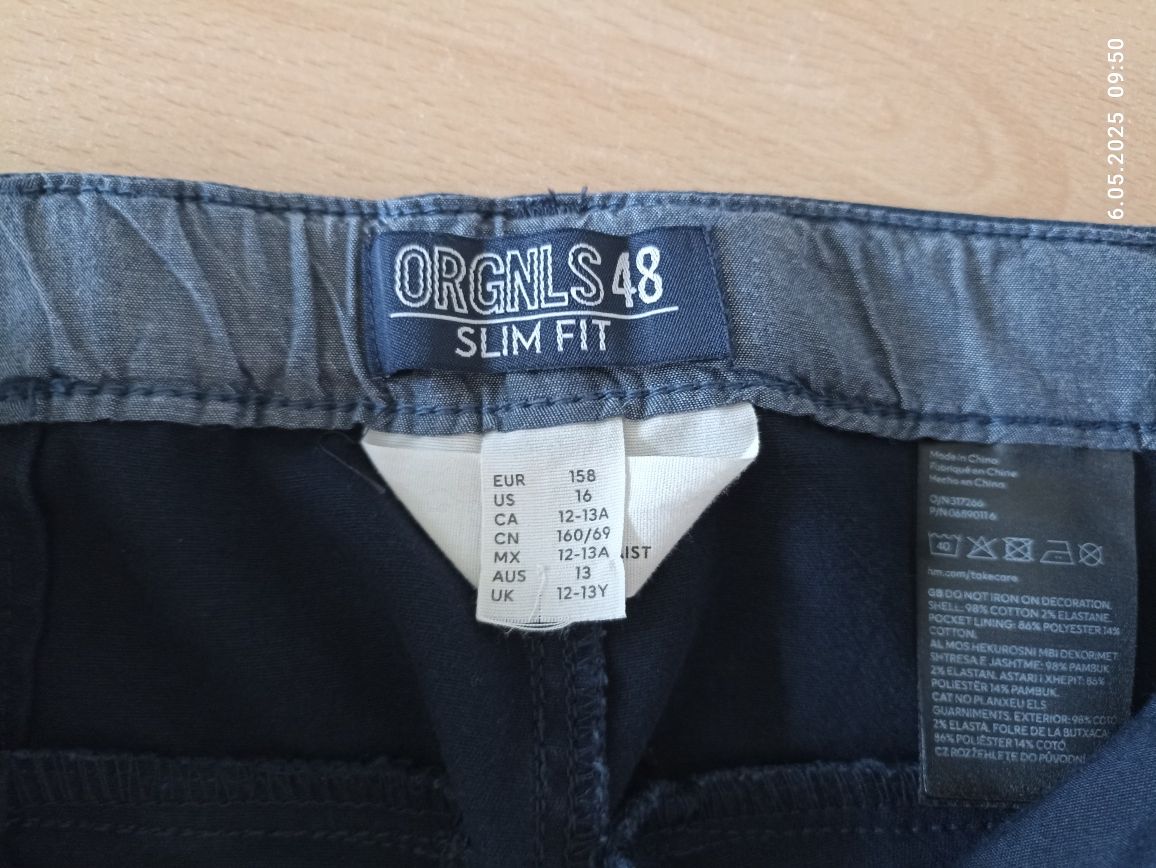 6.05.2025 09:50
ORGNLS 48
SLIM FIT
EUR 158
US 16
CA 12-13A
CN 160/69
MX 12-13A
AUS 13
UK 12-13Y
AIST
Made in China
Fabriqué en Chine
Hecho en China
O/N317266
P/N0689011 6
40
hm.com/takecare
GB DO NOT IRON ON DECORATION.
SHELL: 98% COTTON 2% ELASTANE.
POCKET LINING: 86% POLYESTER 14%
COTTON.
AL MOS HEKUROSNI MBI DEKORIMET.
SHTRESA E JASHTME: 98% PAMBUK
2% ELASTAN. ASTARI I XHEPIT: 86%
POLIESTËR 14% PAMBUK.
CAT NO PLANXEU ELS
GUARNIMENTS. EXTERIOR: 98% COTÓ
2% ELASTÀ. FOLRE DE LA BUTXACA:
86% POLIÈSTER 14% COTÓ.
CZ ROZŽEHLETE DO PŮVODNÍ